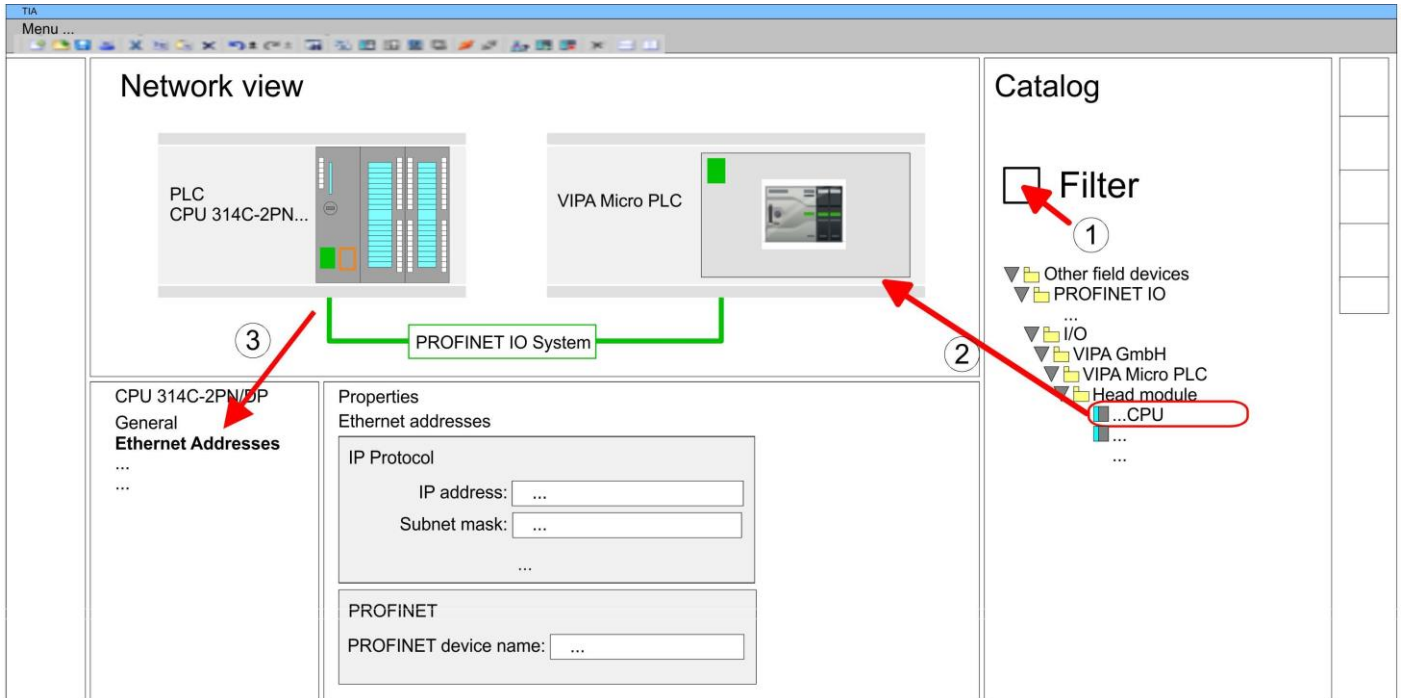 TIA
Menu ...
Network view
PLC
CPU 314C-2PN...
VIPA Micro PLC
PROFINET IO System
3
2
CPU 314C-2PN/DP
General
Ethernet Addresses
...
...
Properties
Ethernet addresses
IP Protocol
IP address: ...
Subnet mask: ...
...
PROFINET
PROFINET device name: ...
Catalog
Filter
1
Other field devices
PROFINET IO
...
I/O
VIPA GmbH
VIPA Micro PLC
Head module
...CPU
...
...